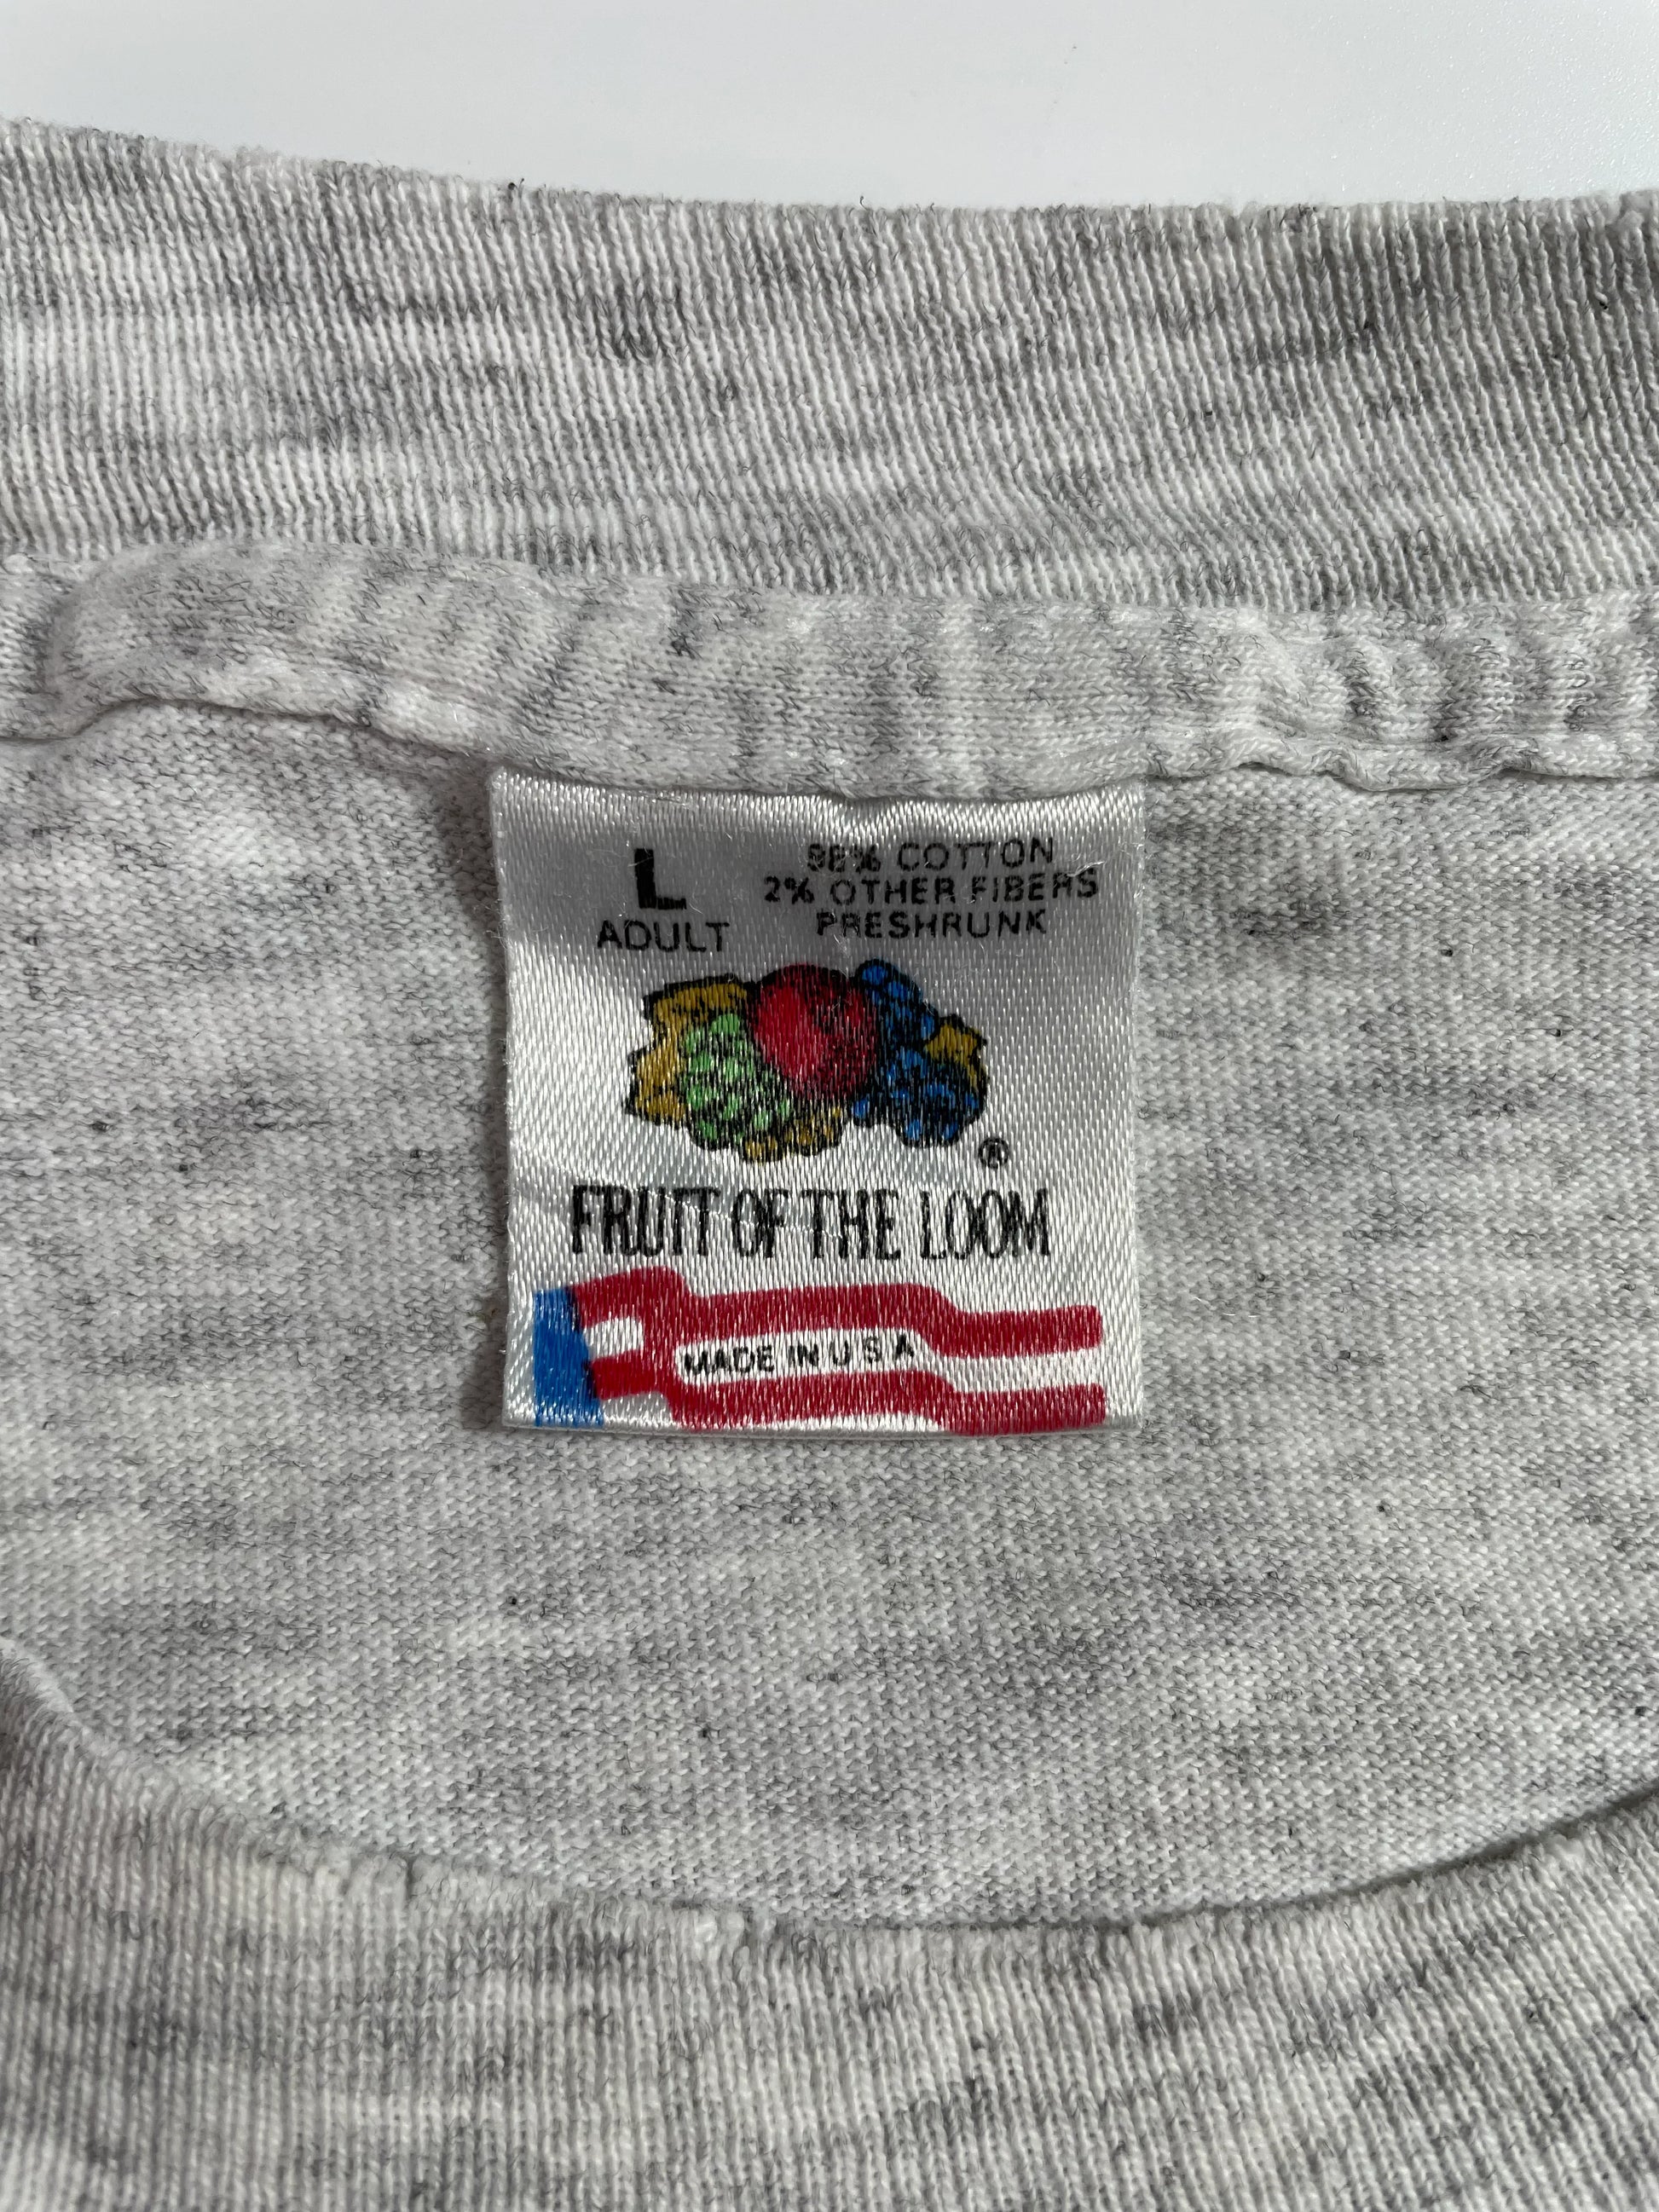 L
ADULT
98% COTTON
2% OTHER FIBERS
PRESHRUNK
®
FRUIT OF THE LOOM
MADE IN U S A